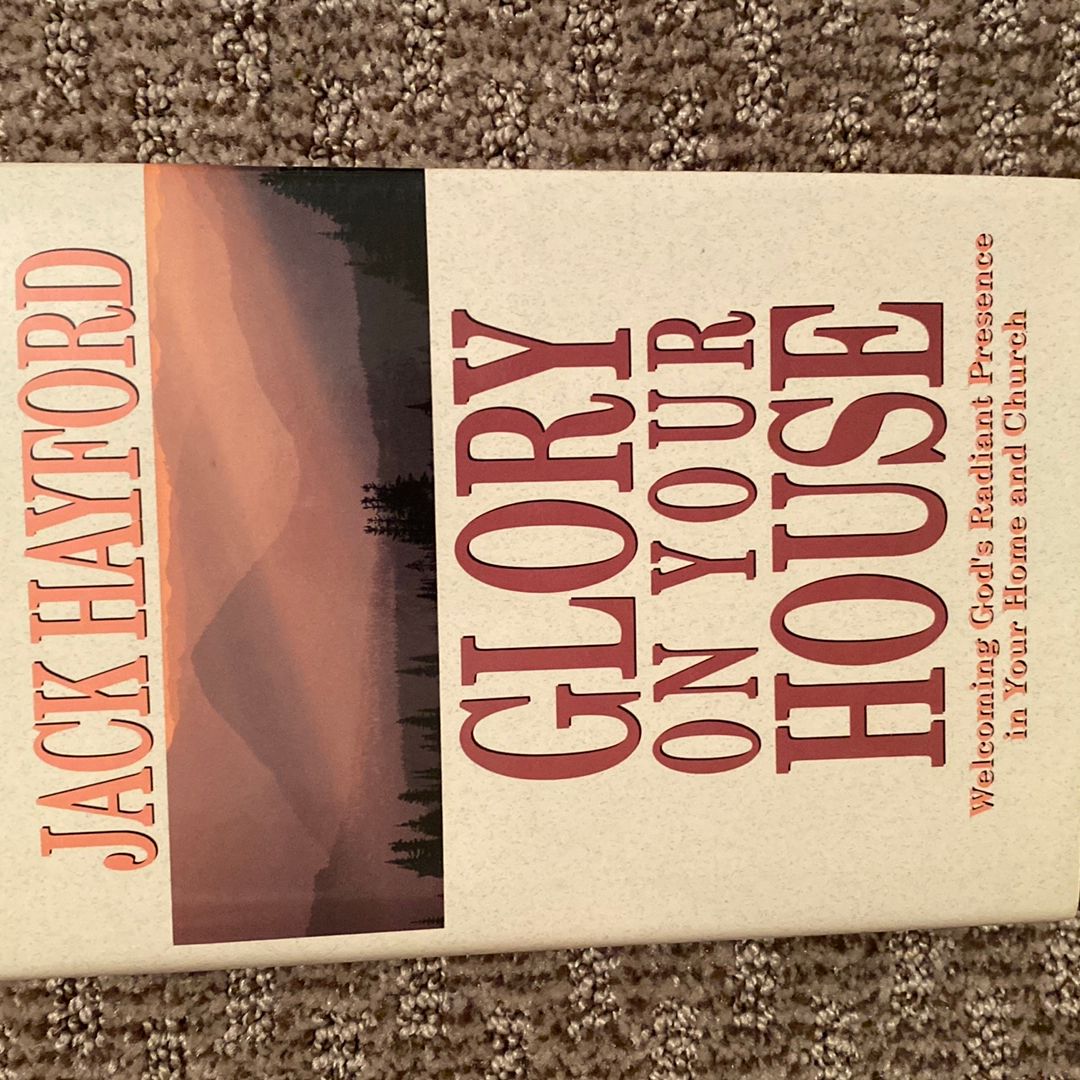 JACK HAYFORD
GLORY
ON YOUR
HOUSE
Welcoming God's Radiant Presence
in Your Home and Church